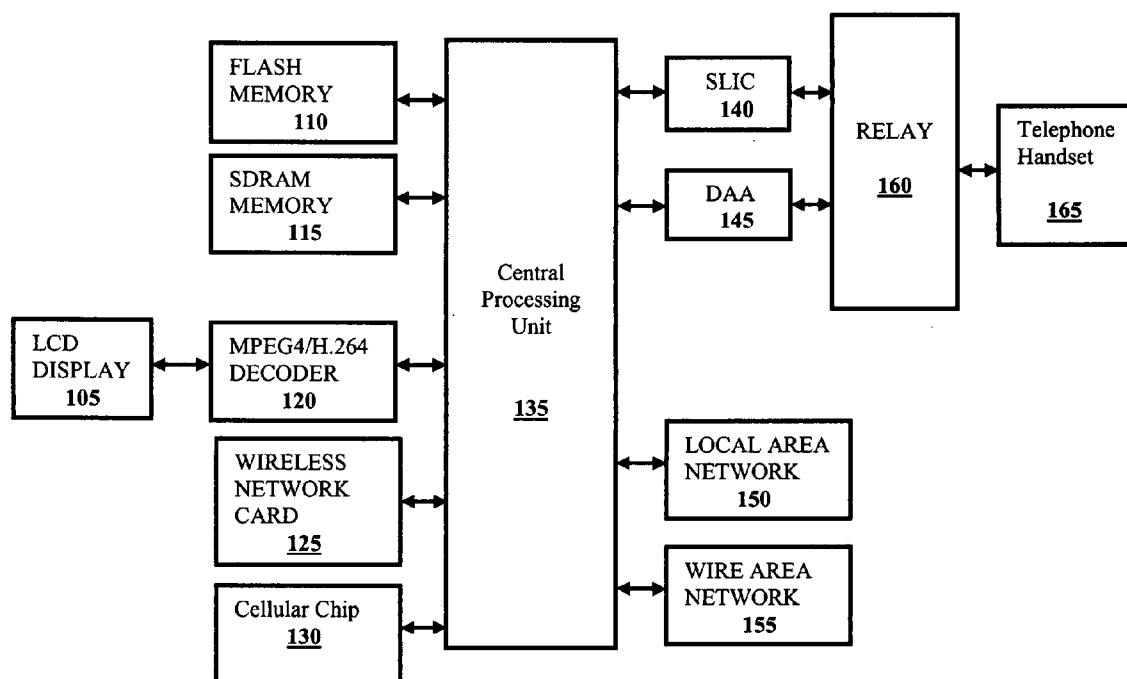 FLASH
MEMORY
110
SDRAM
MEMORY
115
LCD
DISPLAY
105
MPEG4/H.264
DECODER
120
WIRELESS
NETWORK
CARD
125
Cellular Chip
130
Central
Processing
Unit
135
SLIC
140
DAA
145
RELAY
160
Telephone
Handset
165
LOCAL AREA
NETWORK
150
WIRE AREA
NETWORK
155